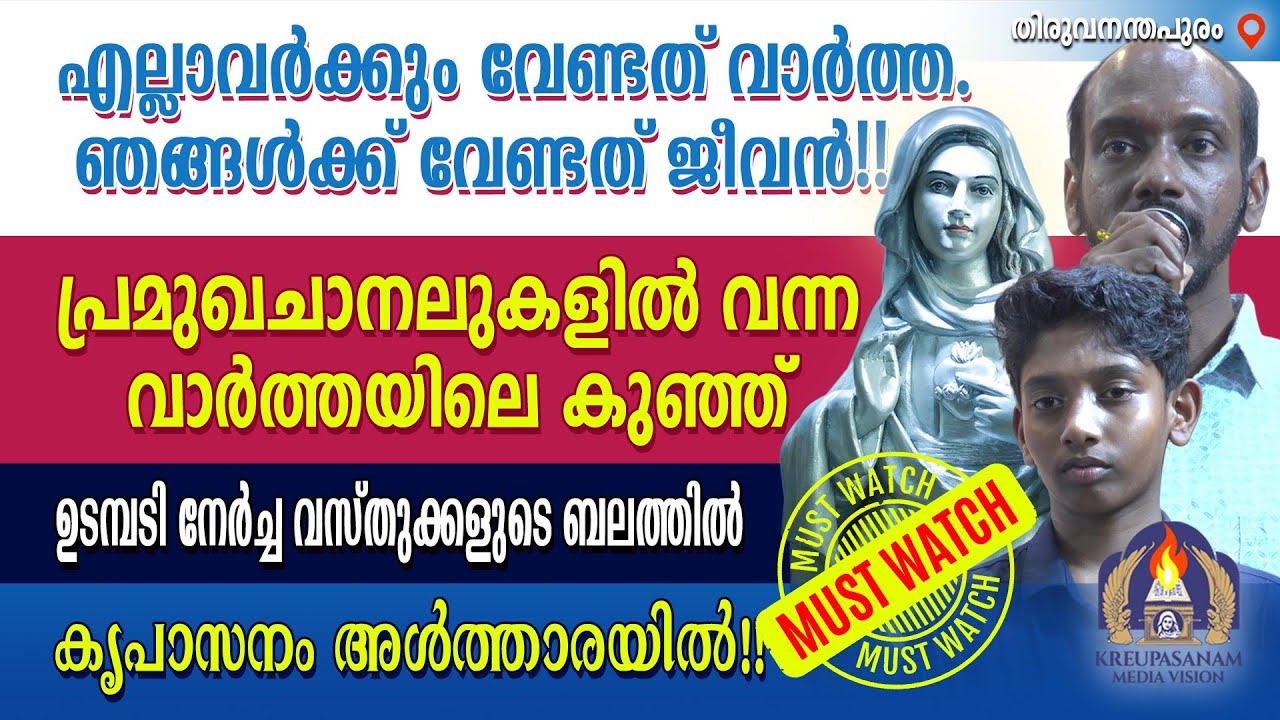 തിരുവനന്തപുരം
എല്ലാവർക്കും വേണ്ടത് വാർത്ത.
ഞങ്ങൾക്ക് വേണ്ടത് ജീവൻ!!
പ്രമുഖചാനലുകളിൽ വന്ന
വാർത്തയിലെ കുഞ്ഞ്
ഉടമ്പടി നേർച്ച വസ്തുക്കളുടെ ബലത്തിൽ
കൃപാസനം അൾത്താരയിൽ!!
MUST WATCH
MUST WATCH
MUST WATCH
KREUPASANAM
MEDIA VISION